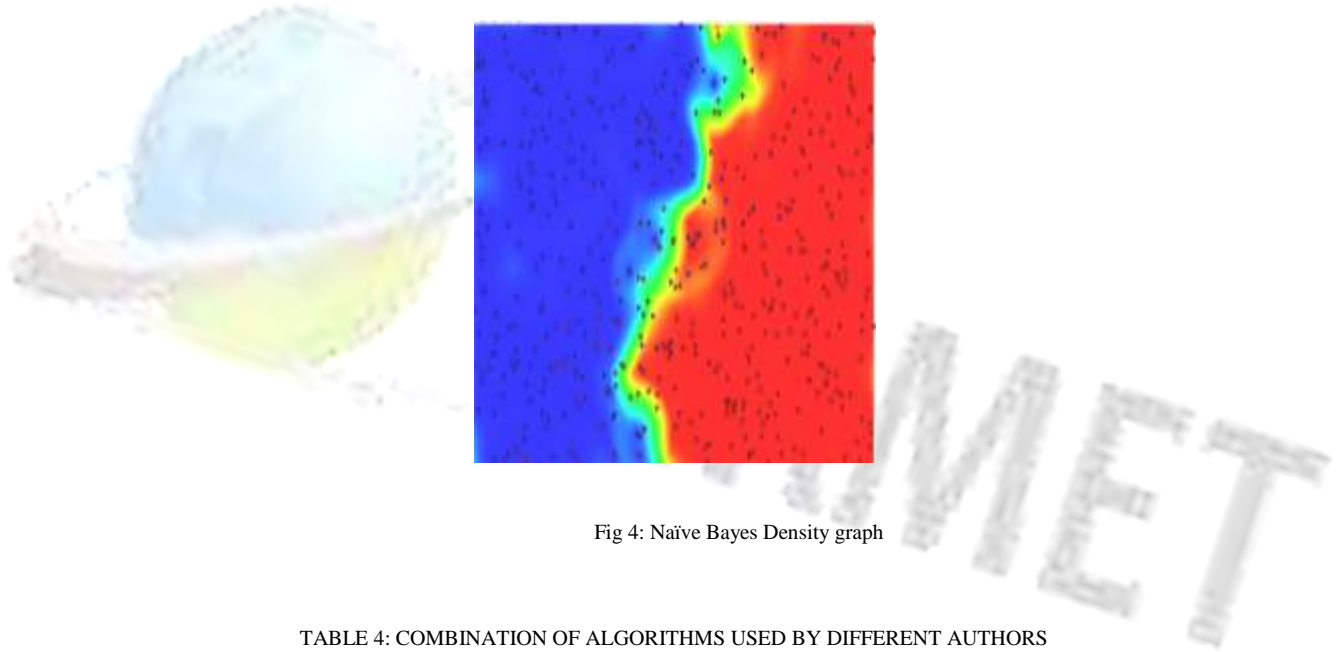 Fig 4: Naïve Bayes Density graph
TABLE 4: COMBINATION OF ALGORITHMS USED BY DIFFERENT AUTHORS